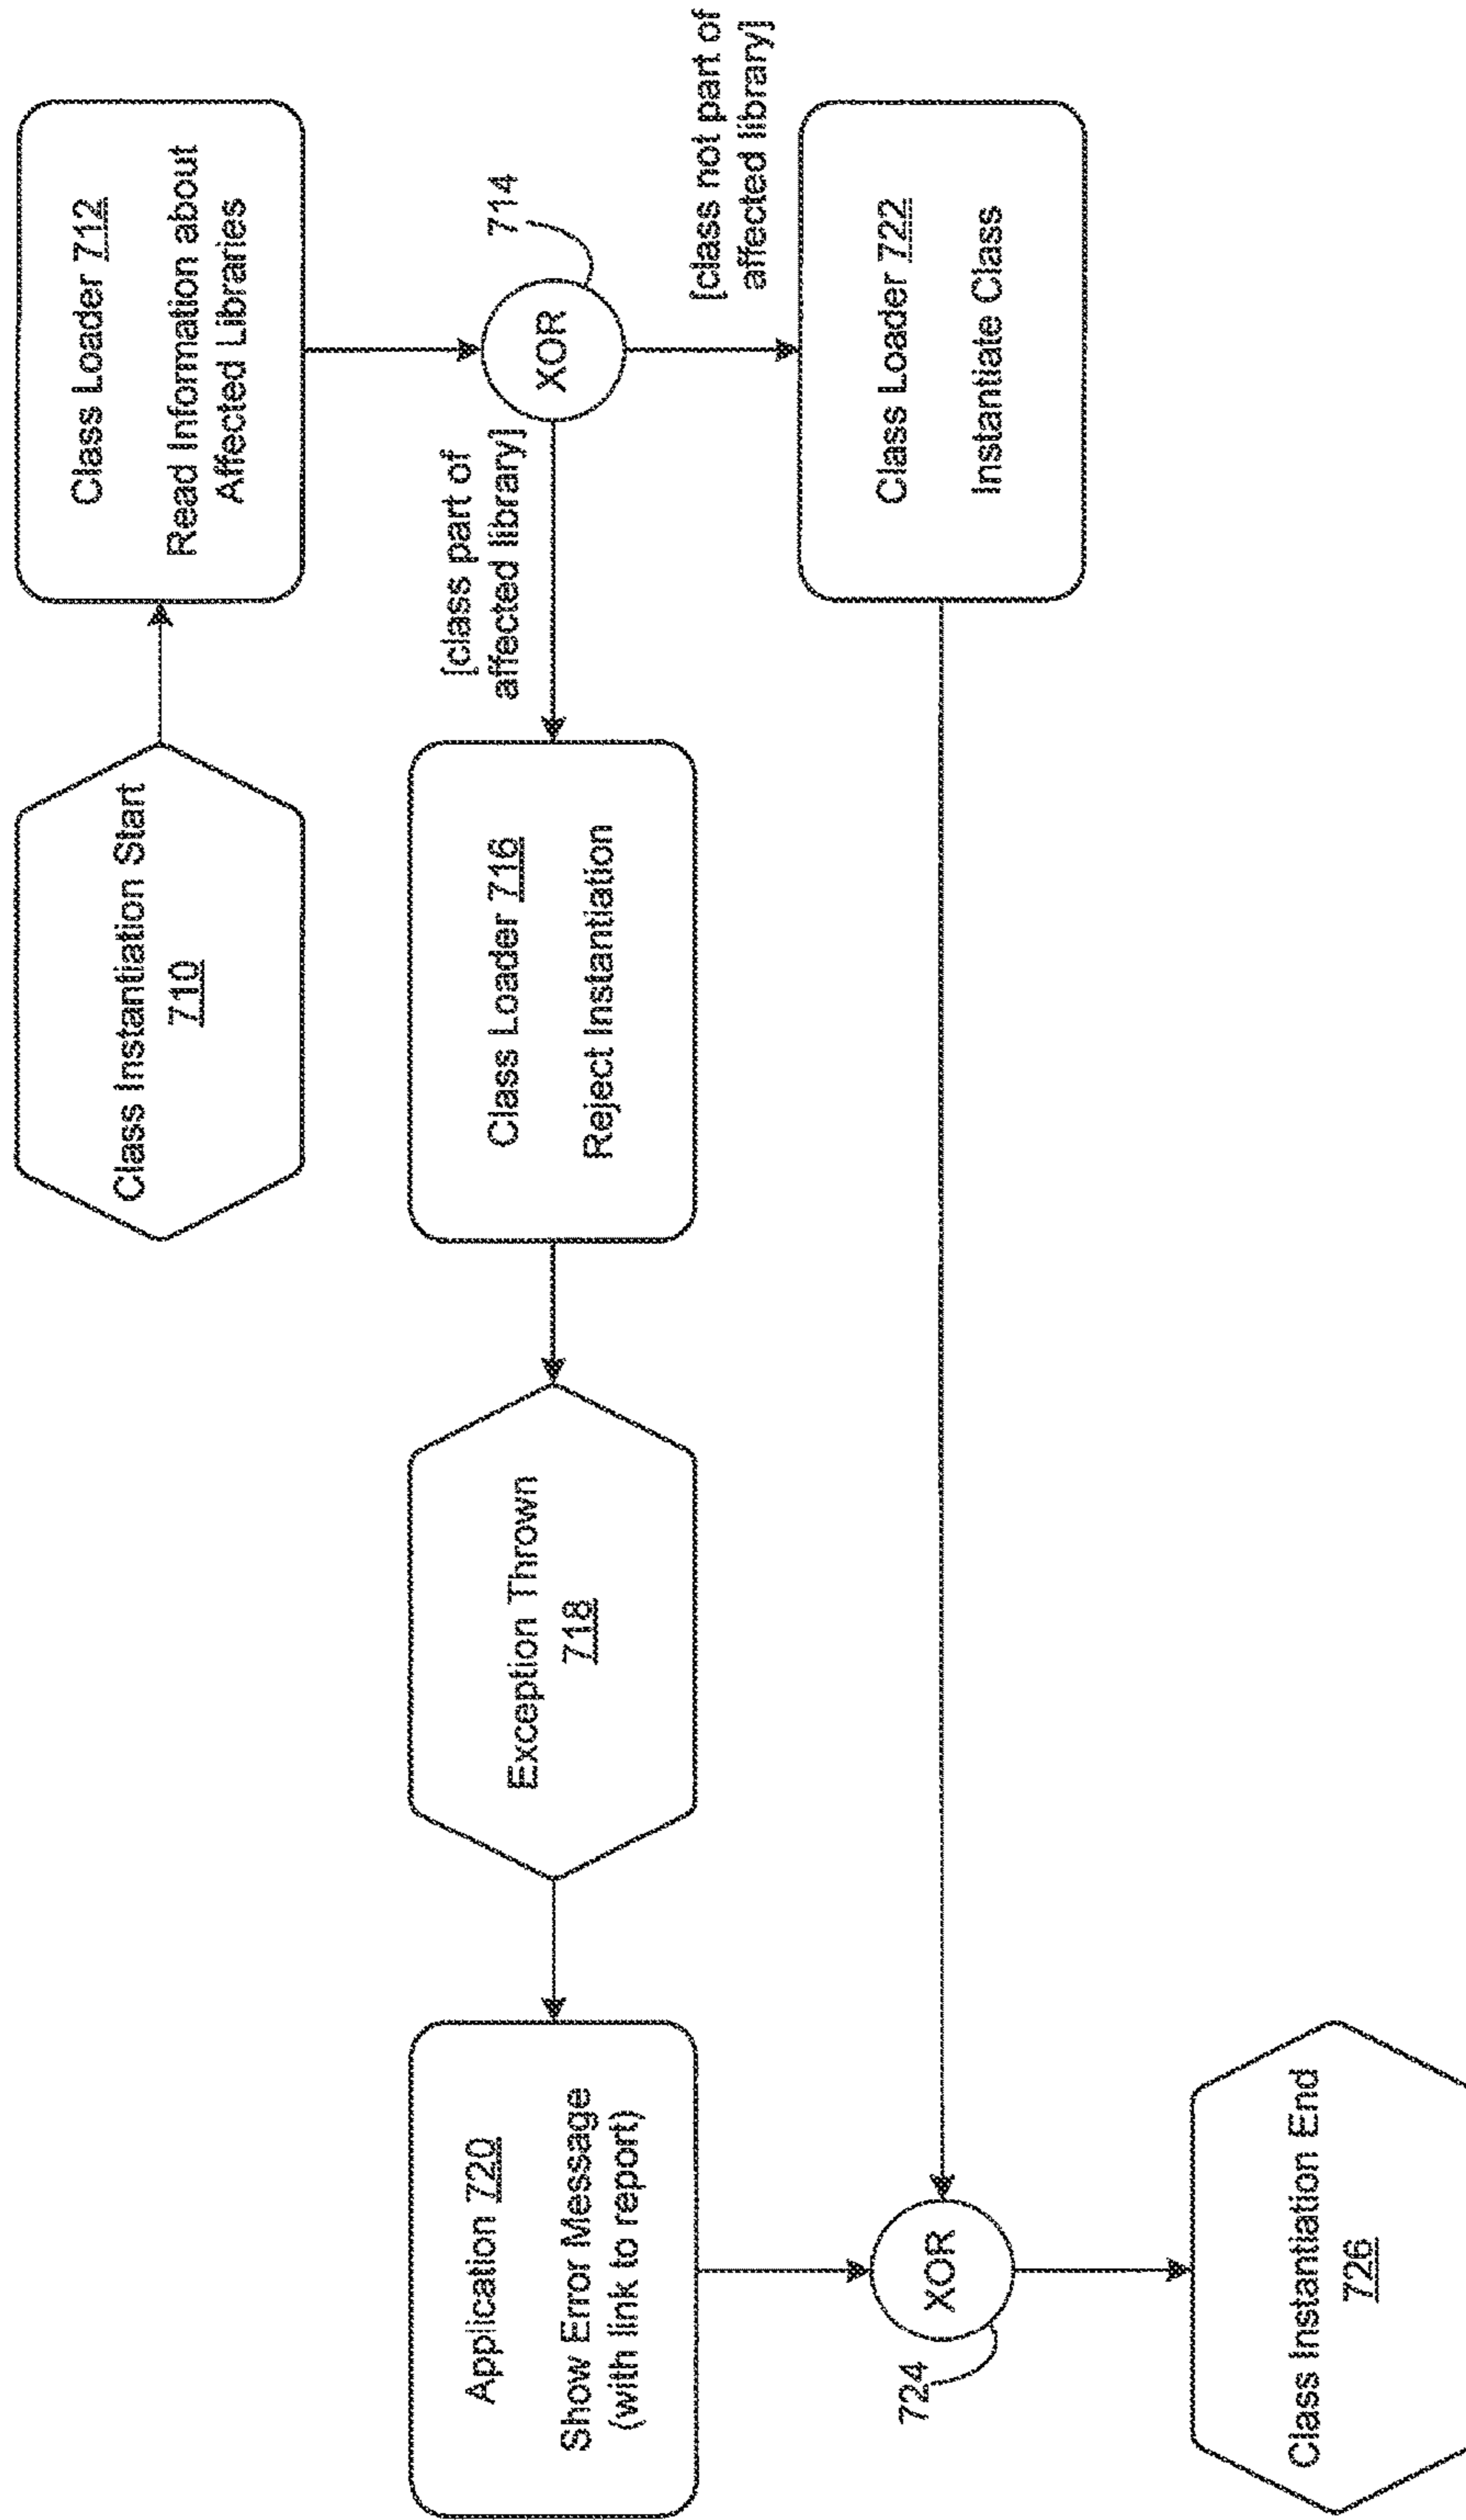 Class Instantiation Start
710
Class Loader 712
Read Information about
Affected Libraries
XOR
714
[class part of
affected library]
[class not part of
affected library]
Class Loader 716
Reject Instantiation
Class Loader 722
Instantiate Class
Exception Thrown
718
Application 720
Show Error Message
(with link to report)
XOR
724
Class Instantiation End
726